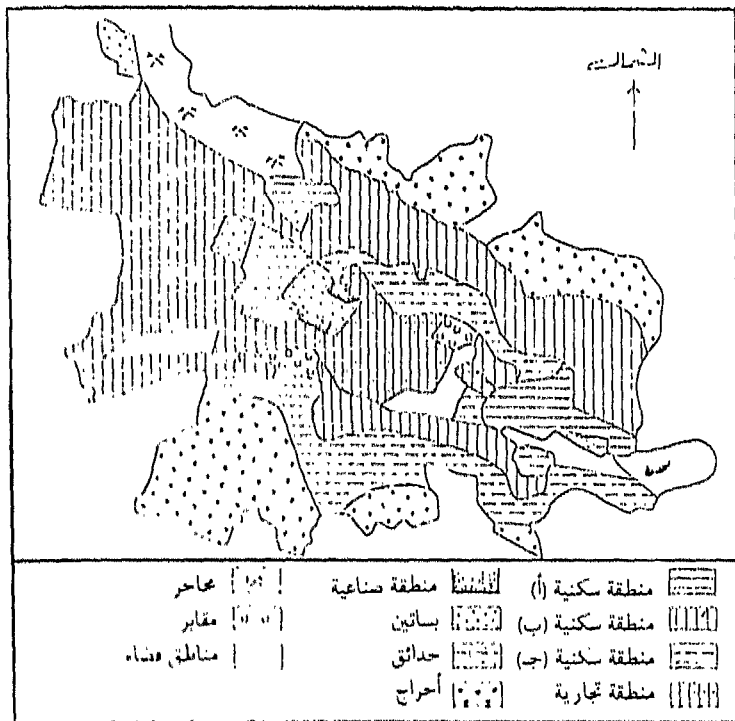 الشمال
منطقة سكنية (أ)
منطقة صناعية
محاجر
منطقة سكنية (ب)
بساتين
مقابر
منطقة سكنية (جـ)
حدائق
مناطق فضاء
منطقة تجارية
أحراج